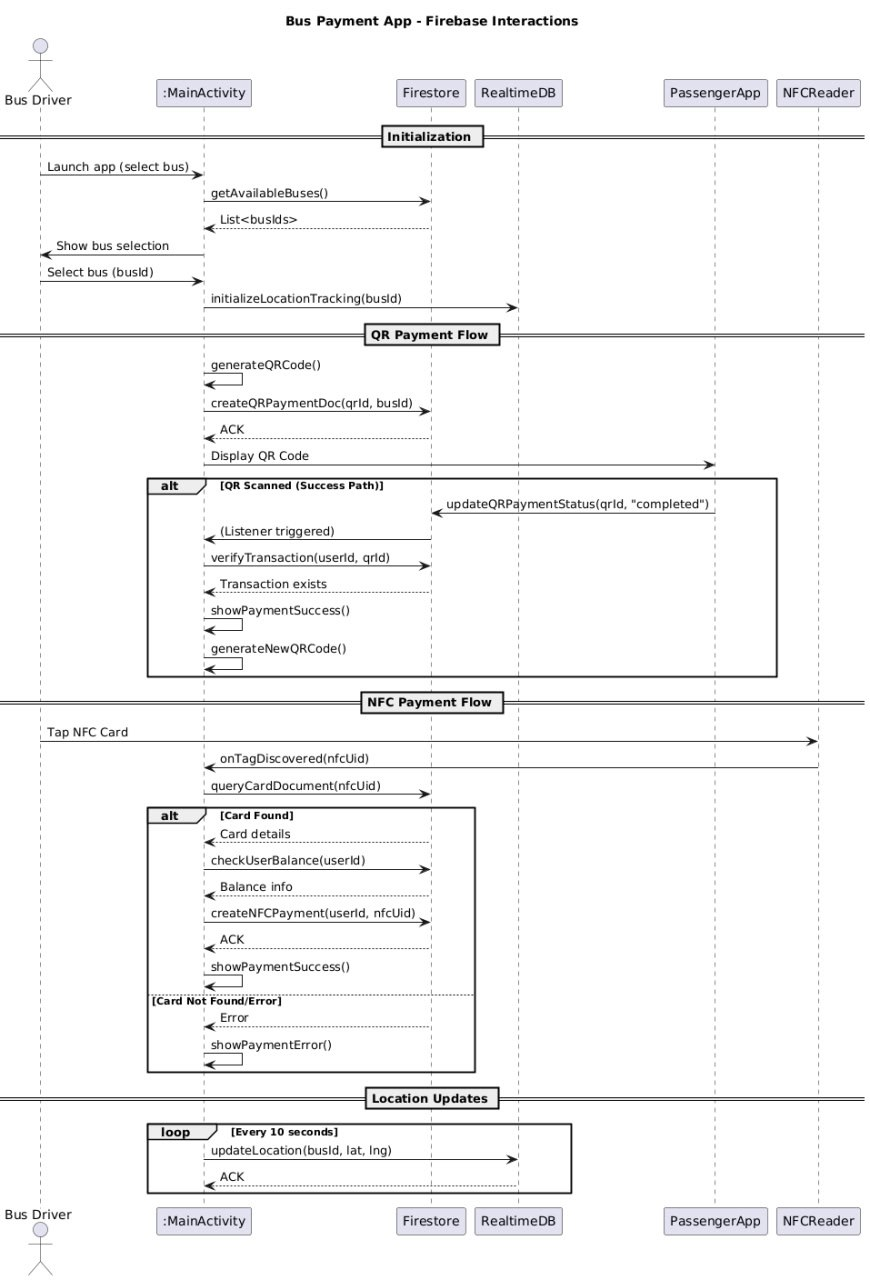 Bus Payment App - Firebase Interactions
Bus Driver
:MainActivity
Firestore
RealtimeDB
PassengerApp
NFCReader
Initialization
Launch app (select bus)
getAvailableBuses()
List<busIds>
Show bus selection
Select bus (busId)
initializeLocationTracking(busId)
QR Payment Flow
generateQRCode()
createQRPaymentDoc(qrId, busId)
ACK
Display QR Code
alt [QR Scanned (Success Path)]
updateQRPaymentStatus(qrId, "completed")
(Listener triggered)
verifyTransaction(userId, qrId)
Transaction exists
showPaymentSuccess()
generateNewQRCode()
NFC Payment Flow
Tap NFC Card
onTagDiscovered(nfcUid)
queryCardDocument(nfcUid)
alt [Card Found]
Card details
checkUserBalance(userId)
Balance info
createNFCPayment(userId, nfcUid)
ACK
showPaymentSuccess()
[Card Not Found/Error]
Error
showPaymentError()
Location Updates
loop [Every 10 seconds]
updateLocation(busId, lat, lng)
ACK
Bus Driver
:MainActivity
Firestore
RealtimeDB
PassengerApp
NFCReader